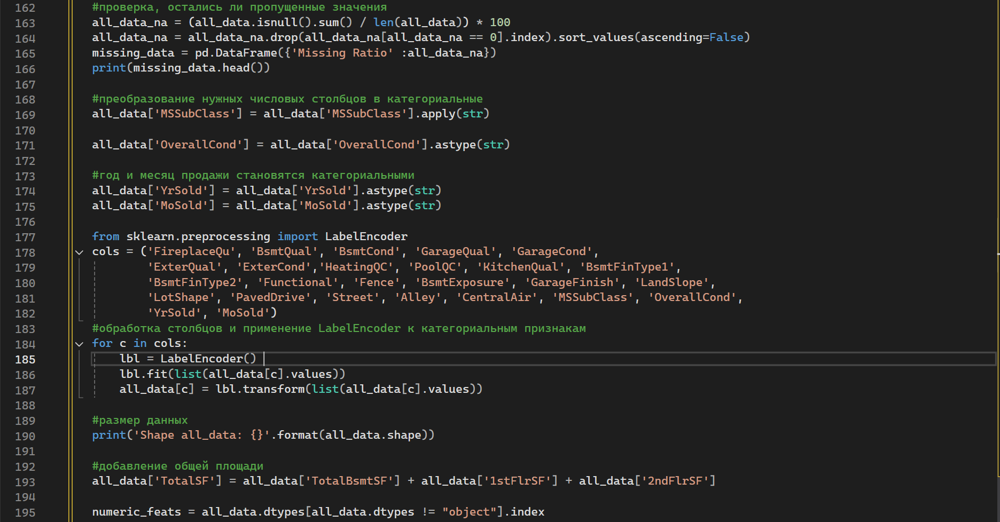 162 #проверка, остались ли пропущенные значения
163 all_data_na = (all_data.isnull().sum() / len(all_data)) * 100
164 all_data_na = all_data_na.drop(all_data_na[all_data_na == 0].index).sort_values(ascending=False)
165 missing_data = pd.DataFrame({'Missing Ratio' :all_data_na})
166 print(missing_data.head())
167
168 #преобразование нужных числовых столбцов в категориальные
169 all_data['MSSubClass'] = all_data['MSSubClass'].apply(str)
170
171 all_data['OverallCond'] = all_data['OverallCond'].astype(str)
172
173 #год и месяц продажи становятся категориальными
174 all_data['YrSold'] = all_data['YrSold'].astype(str)
175 all_data['MoSold'] = all_data['MoSold'].astype(str)
176
177 from sklearn.preprocessing import LabelEncoder
178 cols = ('FireplaceQu', 'BsmtQual', 'BsmtCond', 'GarageQual', 'GarageCond',
179 'ExterQual', 'ExterCond','HeatingQC', 'PoolQC', 'KitchenQual', 'BsmtFinType1',
180 'BsmtFinType2', 'Functional', 'Fence', 'BsmtExposure', 'GarageFinish', 'LandSlope',
181 'LotShape', 'PavedDrive', 'Street', 'Alley', 'CentralAir', 'MSSubClass', 'OverallCond',
182 'YrSold', 'MoSold')
183 #обработка столбцов и применение LabelEncoder к категориальным признакам
184 for c in cols:
185 lbl = LabelEncoder()
186 lbl.fit(list(all_data[c].values))
187 all_data[c] = lbl.transform(list(all_data[c].values))
188
189 #размер данных
190 print('Shape all_data: {}'.format(all_data.shape))
191
192 #добавление общей площади
193 all_data['TotalSF'] = all_data['TotalBsmtSF'] + all_data['1stFlrSF'] + all_data['2ndFlrSF']
194
195 numeric_feats = all_data.dtypes[all_data.dtypes != "object"].index